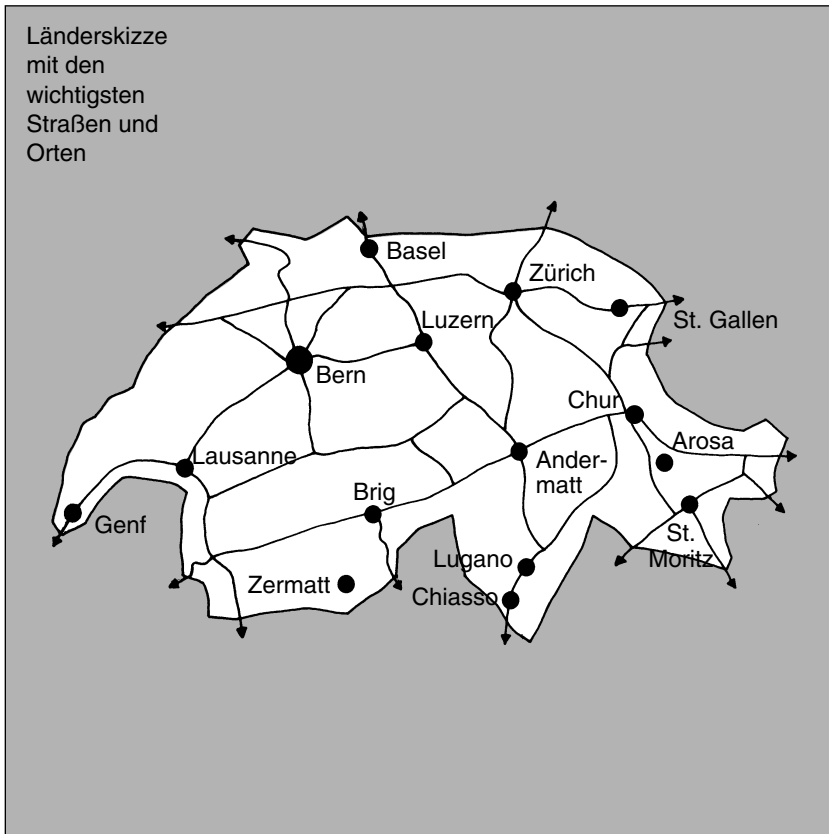 Länderskizze
mit den
wichtigsten
Straßen und
Orten
Basel
Zürich
St. Gallen
Luzern
Bern
Chur
Arosa
Lausanne
Ander-
matt
Brig
Genf
St.
Moritz
Lugano
Zermatt
Chiasso